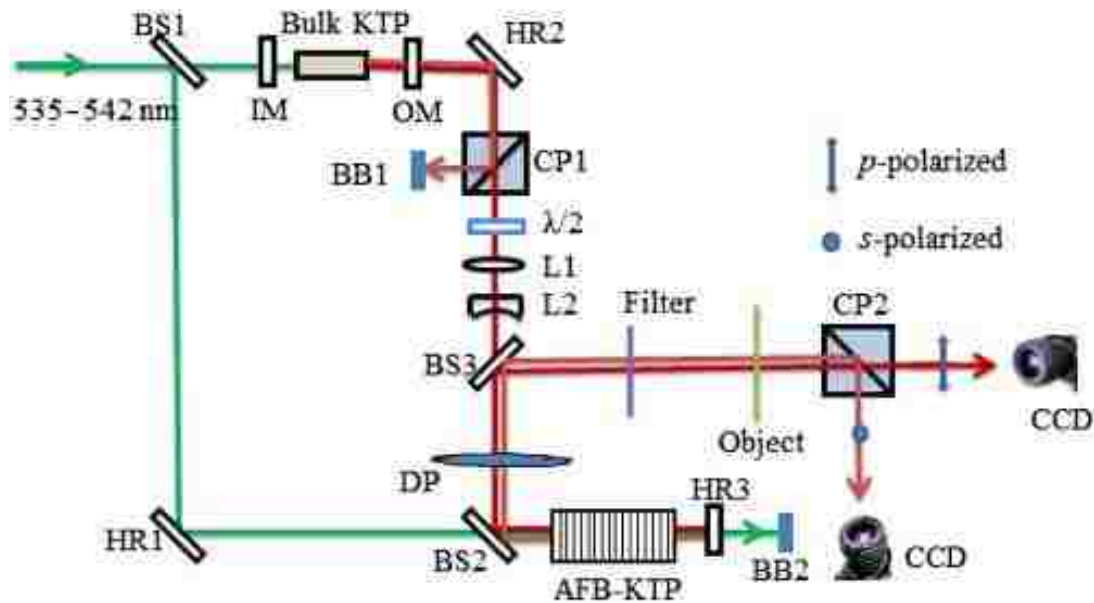 BS1
Bulk KTP
HR2
535–542 nm
IM
OM
BB1
CP1
p-polarized
λ/2
s-polarized
L1
L2
Filter
CP2
BS3
Object
CCD
DP
HR3
HR1
BS2
AFB-KTP
BB2
CCD